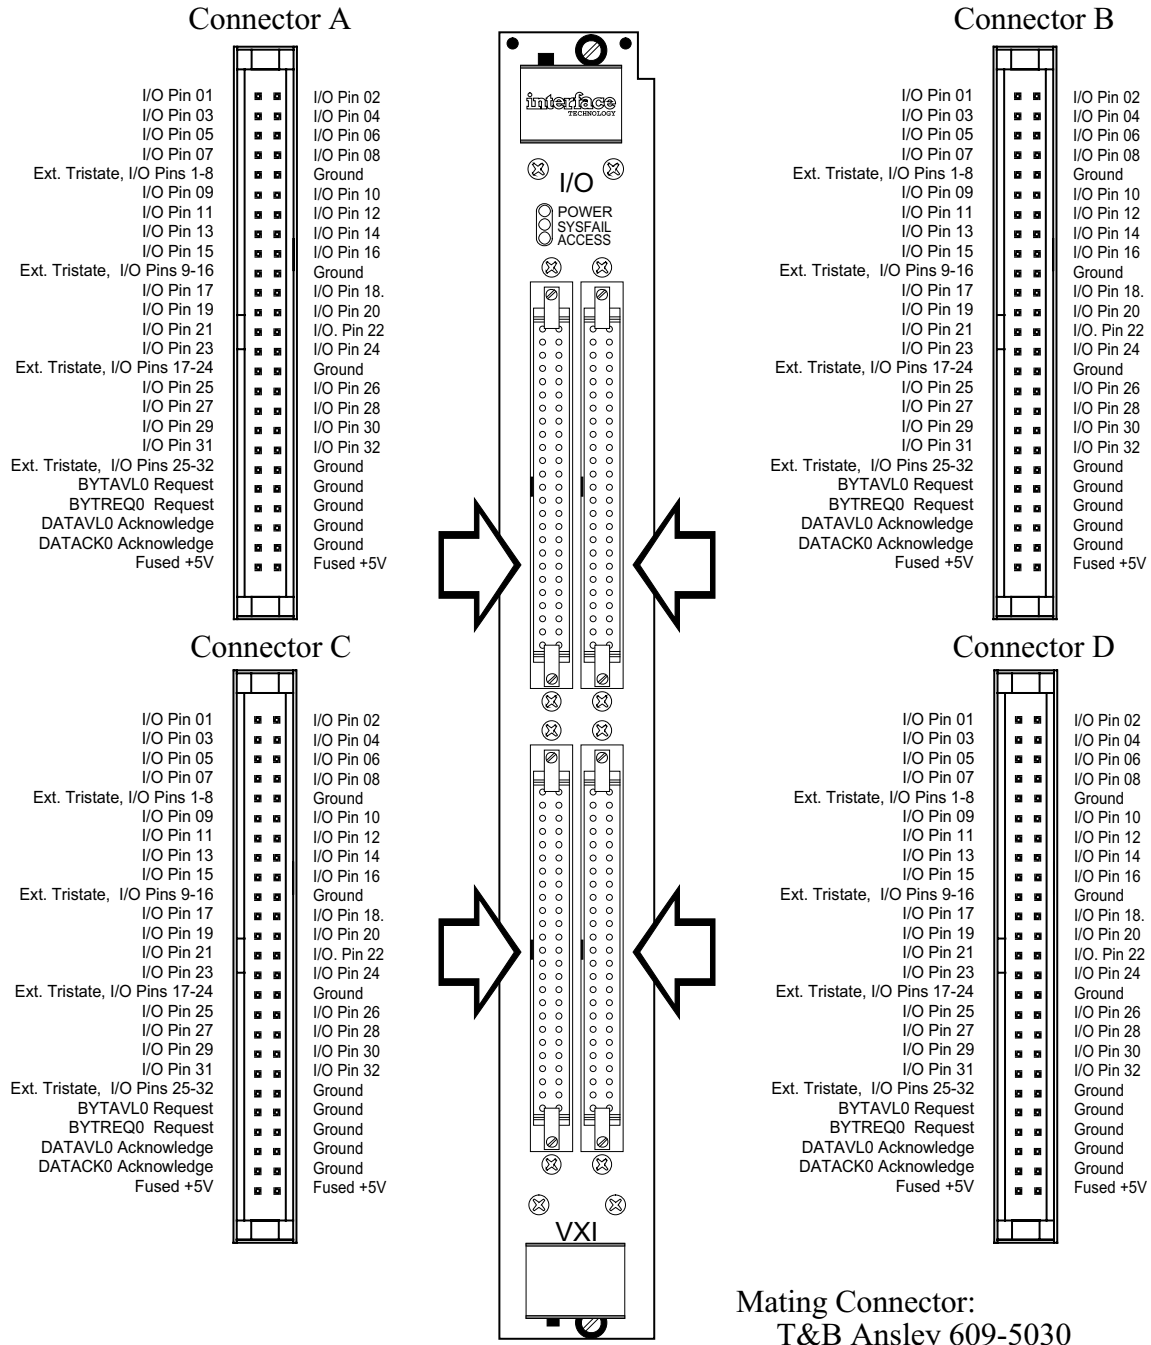 Connector A
I/O Pin 01 I/O Pin 02
I/O Pin 03 I/O Pin 04
I/O Pin 05 I/O Pin 06
I/O Pin 07 I/O Pin 08
Ext. Tristate, I/O Pins 1-8 Ground
I/O Pin 09 I/O Pin 10
I/O Pin 11 I/O Pin 12
I/O Pin 13 I/O Pin 14
I/O Pin 15 I/O Pin 16
Ext. Tristate, I/O Pins 9-16 Ground
I/O Pin 17 I/O Pin 18.
I/O Pin 19 I/O Pin 20
I/O Pin 21 I/O. Pin 22
I/O Pin 23 I/O Pin 24
Ext. Tristate, I/O Pins 17-24 Ground
I/O Pin 25 I/O Pin 26
I/O Pin 27 I/O Pin 28
I/O Pin 29 I/O Pin 30
I/O Pin 31 I/O Pin 32
Ext. Tristate, I/O Pins 25-32 Ground
BYTAVL0 Request Ground
BYTREQ0 Request Ground
DATAVL0 Acknowledge Ground
DATACK0 Acknowledge Ground
Fused +5V Fused +5V
interface
TECHNOLOGY
I/O
POWER
SYSFAIL
ACCESS
Connector B
I/O Pin 01 I/O Pin 02
I/O Pin 03 I/O Pin 04
I/O Pin 05 I/O Pin 06
I/O Pin 07 I/O Pin 08
Ext. Tristate, I/O Pins 1-8 Ground
I/O Pin 09 I/O Pin 10
I/O Pin 11 I/O Pin 12
I/O Pin 13 I/O Pin 14
I/O Pin 15 I/O Pin 16
Ext. Tristate, I/O Pins 9-16 Ground
I/O Pin 17 I/O Pin 18.
I/O Pin 19 I/O Pin 20
I/O Pin 21 I/O. Pin 22
I/O Pin 23 I/O Pin 24
Ext. Tristate, I/O Pins 17-24 Ground
I/O Pin 25 I/O Pin 26
I/O Pin 27 I/O Pin 28
I/O Pin 29 I/O Pin 30
I/O Pin 31 I/O Pin 32
Ext. Tristate, I/O Pins 25-32 Ground
BYTAVL0 Request Ground
BYTREQ0 Request Ground
DATAVL0 Acknowledge Ground
DATACK0 Acknowledge Ground
Fused +5V Fused +5V
Connector C
I/O Pin 01 I/O Pin 02
I/O Pin 03 I/O Pin 04
I/O Pin 05 I/O Pin 06
I/O Pin 07 I/O Pin 08
Ext. Tristate, I/O Pins 1-8 Ground
I/O Pin 09 I/O Pin 10
I/O Pin 11 I/O Pin 12
I/O Pin 13 I/O Pin 14
I/O Pin 15 I/O Pin 16
Ext. Tristate, I/O Pins 9-16 Ground
I/O Pin 17 I/O Pin 18.
I/O Pin 19 I/O Pin 20
I/O Pin 21 I/O. Pin 22
I/O Pin 23 I/O Pin 24
Ext. Tristate, I/O Pins 17-24 Ground
I/O Pin 25 I/O Pin 26
I/O Pin 27 I/O Pin 28
I/O Pin 29 I/O Pin 30
I/O Pin 31 I/O Pin 32
Ext. Tristate, I/O Pins 25-32 Ground
BYTAVL0 Request Ground
BYTREQ0 Request Ground
DATAVL0 Acknowledge Ground
DATACK0 Acknowledge Ground
Fused +5V Fused +5V
VXI
Connector D
I/O Pin 01 I/O Pin 02
I/O Pin 03 I/O Pin 04
I/O Pin 05 I/O Pin 06
I/O Pin 07 I/O Pin 08
Ext. Tristate, I/O Pins 1-8 Ground
I/O Pin 09 I/O Pin 10
I/O Pin 11 I/O Pin 12
I/O Pin 13 I/O Pin 14
I/O Pin 15 I/O Pin 16
Ext. Tristate, I/O Pins 9-16 Ground
I/O Pin 17 I/O Pin 18.
I/O Pin 19 I/O Pin 20
I/O Pin 21 I/O. Pin 22
I/O Pin 23 I/O Pin 24
Ext. Tristate, I/O Pins 17-24 Ground
I/O Pin 25 I/O Pin 26
I/O Pin 27 I/O Pin 28
I/O Pin 29 I/O Pin 30
I/O Pin 31 I/O Pin 32
Ext. Tristate, I/O Pins 25-32 Ground
BYTAVL0 Request Ground
BYTREQ0 Request Ground
DATAVL0 Acknowledge Ground
DATACK0 Acknowledge Ground
Fused +5V Fused +5V
Mating Connector:
T&B Ansley 609-5030